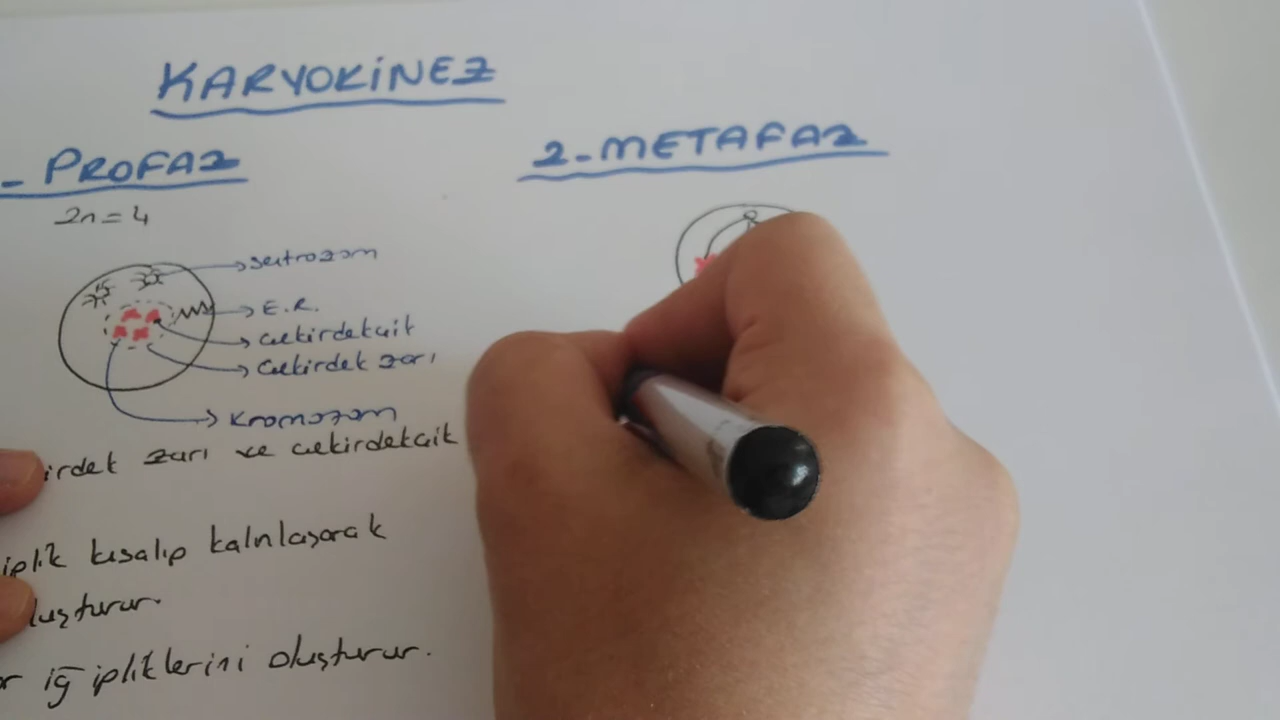 KARYOKİNEZ
- PROFAZ
2n = 4
sentrozom
E.R.
çekirdekçik
çekirdek zarı
Kromozom
irdek zarı ve çekirdekçik
iplik kısalıp kalınlaşarak
luşturur.
r iğ ipliklerini oluşturur.
2-METAFAZ